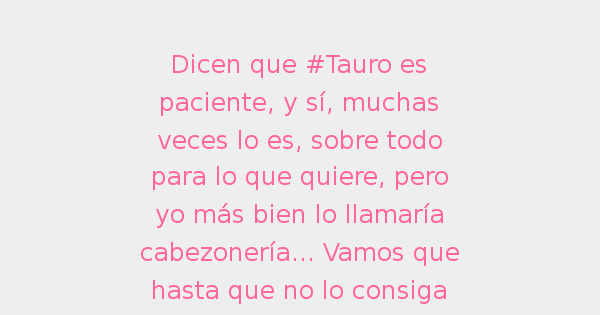 Dicen que #Tauro es
paciente, y sí, muchas
veces lo es, sobre todo
para lo que quiere, pero
yo más bien lo llamaría
cabezonería... Vamos que
hasta que no lo consiga